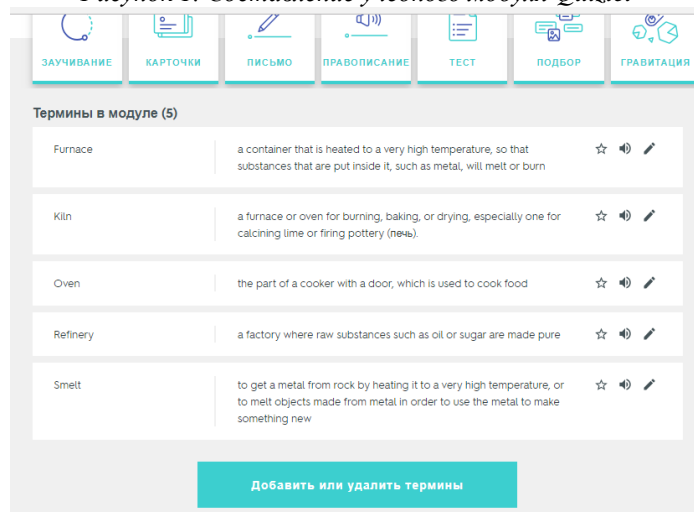 ЗАУЧИВАНИЕ КАРТОЧКИ ПИСЬМО ПРАВОПИСАНИЕ ТЕСТ ПОДБОР ГРАВИТАЦИЯ
Термины в модуле (5)
Furnace
a container that is heated to a very high temperature, so that
substances that are put inside it, such as metal, will melt or burn
Kiln
a furnace or oven for burning, baking, or drying, especially one for
calcining lime or firing pottery (печь).
Oven
the part of a cooker with a door, which is used to cook food
Refinery
a factory where raw substances such as oil or sugar are made pure
Smelt
to get a metal from rock by heating it to a very high temperature, or
to melt objects made from metal in order to use the metal to make
something new
Добавить или удалить термины